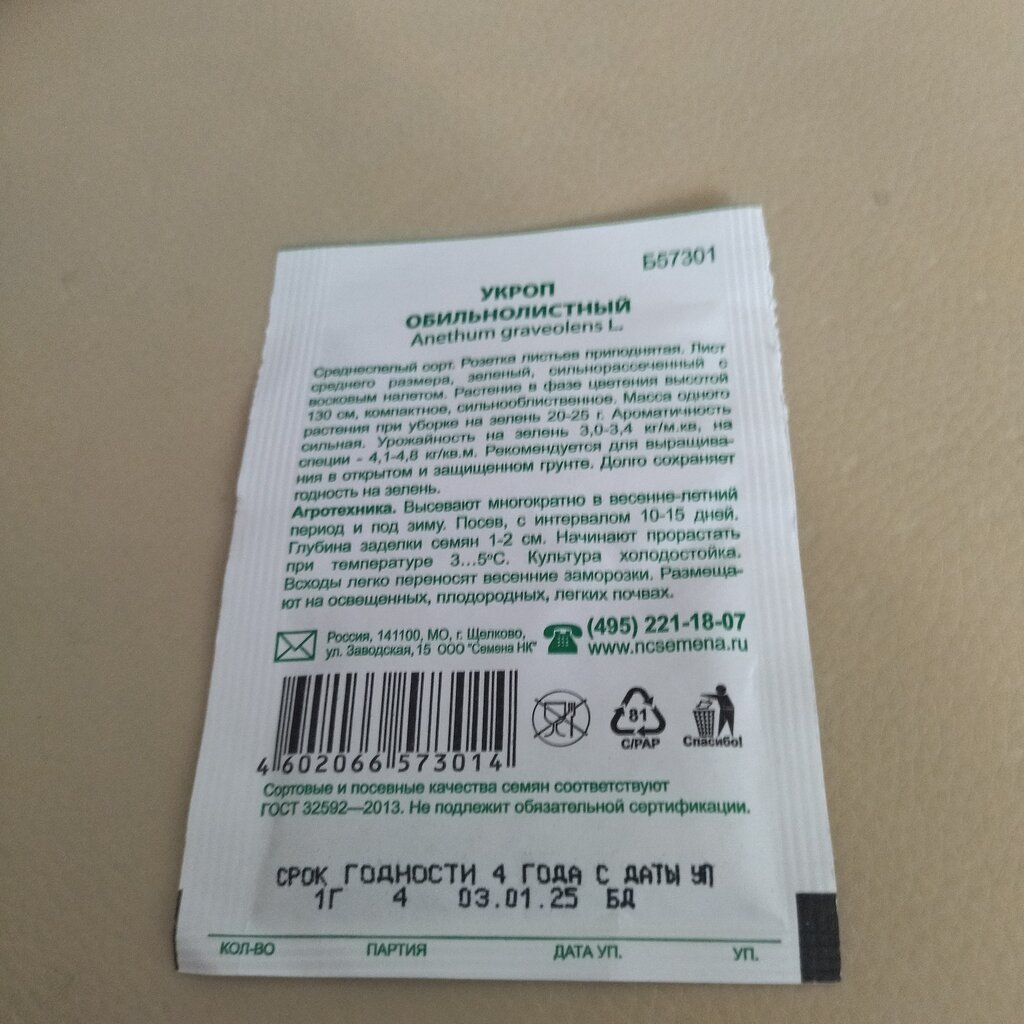 Б57301
УКРОП
ОБИЛЬНОЛИСТНЫЙ
Anethum graveolens L.
Среднеспелый сорт. Розетка листьев приподнятая. Лист
среднего размера, зеленый, сильнорассеченный с
восковым налетом. Растение в фазе цветения высотой
130 см, компактное, сильнооблиственное. Масса одного
растения при уборке на зелень 20-25 г. Ароматичность
сильная. Урожайность на зелень 3,0-3,4 кг/м.кв, на
специи - 4,1-4,8 кг/кв.м. Рекомендуется для выращива-
ния в открытом и защищенном грунте. Долго сохраняет
годность на зелень.
Агротехника. Высевают многократно в весенне-летний
период и под зиму. Посев, с интервалом 10-15 дней.
Глубина заделки семян 1-2 см. Начинают прорастать
при температуре 3...5°С. Культура холодостойка.
Всходы легко переносят весенние заморозки. Размеща-
ют на освещенных, плодородных, легких почвах.
Россия, 141100, МО, г. Щелково,
ул. Заводская, 15 ООО "Семена НК"
(495) 221-18-07
www.ncsemena.ru
81
C/PAP
Спасибо!
4 602066 573014
Сортовые и посевные качества семян соответствуют
ГОСТ 32592—2013. Не подлежит обязательной сертификации.
СРОК ГОДНОСТИ 4 ГОДА С ДАТЫ УП
1Г 4 03.01.25 БД
КОЛ-ВО ПАРТИЯ ДАТА УП. УП.